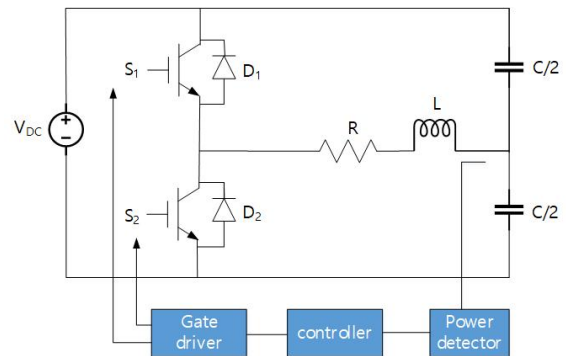 S1
D1
C/2
VDC
R
L
S2
D2
C/2
Gate
driver
controller
Power
detector